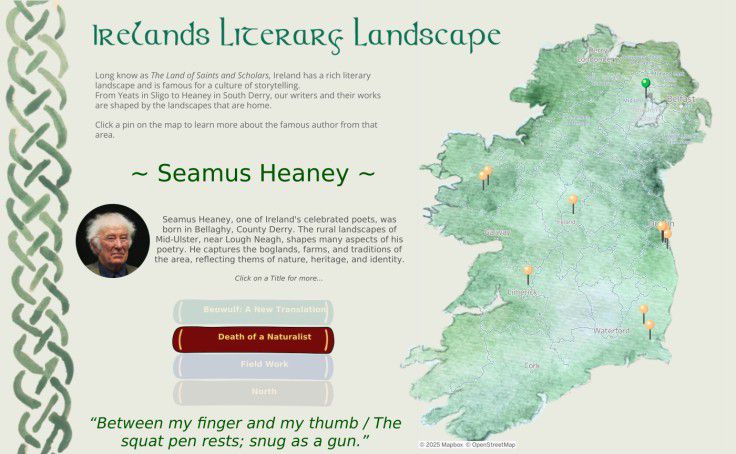 Irelands Literary Landscape
Long know as The Land of Saints and Scholars, Ireland has a rich literary
landscape and is famous for a culture of storytelling.
From Yeats in Sligo to Heaney in South Derry, our writers and their works
are shaped by the landscapes that are home.
Click a pin on the map to learn more about the famous author from that
area.
~ Seamus Heaney ~
Seamus Heaney, one of Ireland's celebrated poets, was
born in Bellaghy, County Derry. The rural landscapes of
Mid-Ulster, near Lough Neagh, shapes many aspects of his
poetry. He captures the boglands, farms, and traditions of
the area, reflecting thems of nature, heritage, and identity.
Click on a Title for more...
Beowulf: A New Translation
Death of a Naturalist
Field Work
North
“Between my finger and my thumb / The
squat pen rests; snug as a gun.”
Belfast
Galway
Ireland
Limerick
Waterford
Cork
© 2025 Mapbox © OpenStreetMap